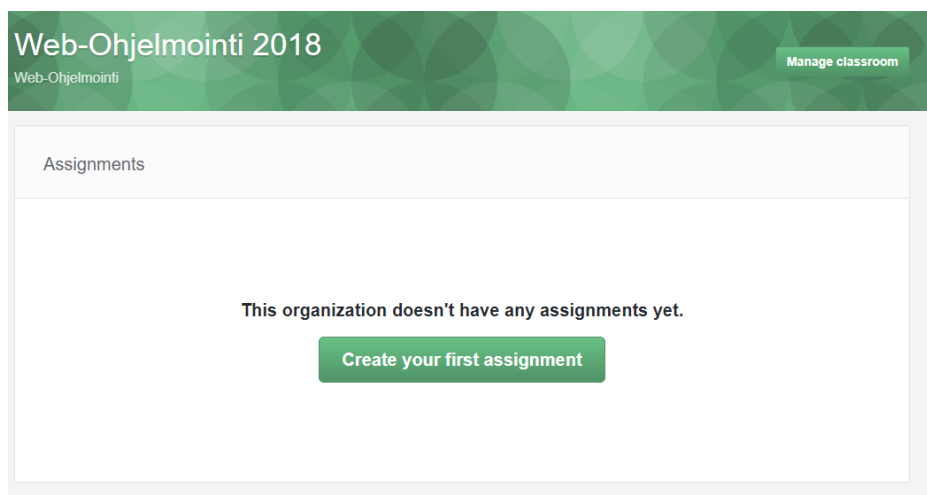 Web-Ohjelmointi 2018
Web-Ohjelmointi
Manage classroom
Assignments
This organization doesn't have any assignments yet.
Create your first assignment